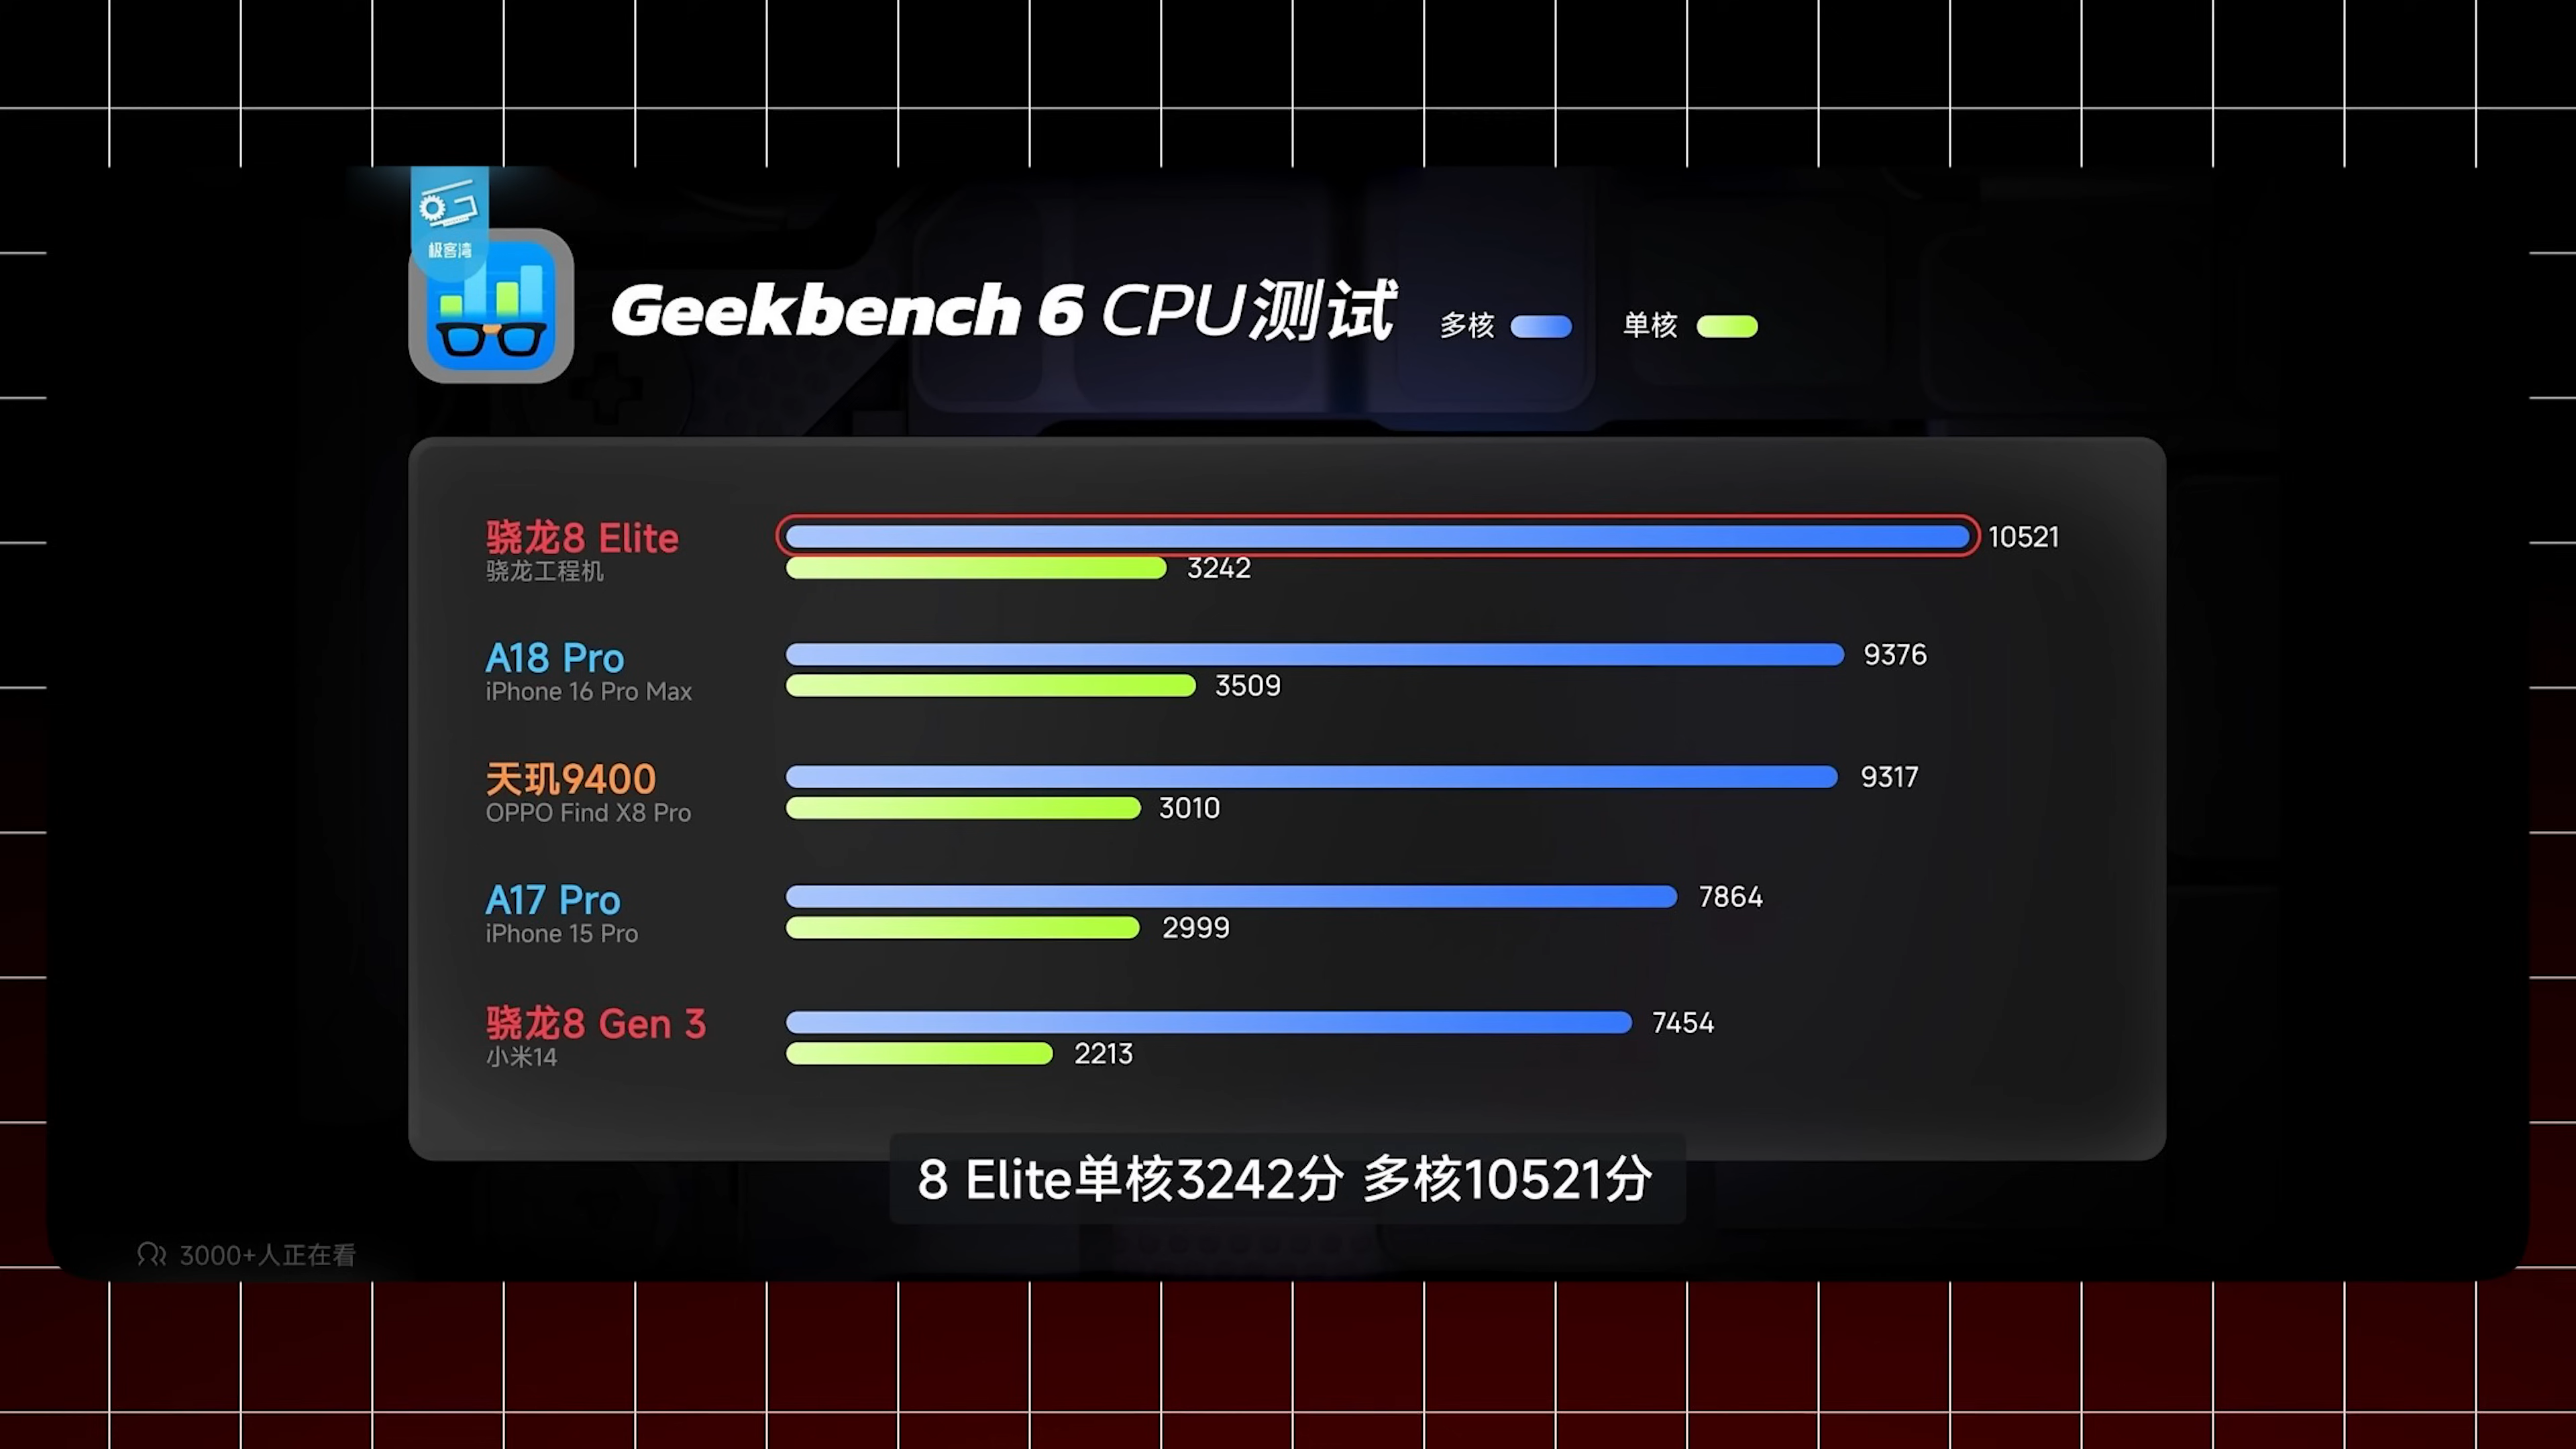 极客湾
Geekbench 6 CPU测试
多核
单核
骁龙8 Elite
骁龙工程机
10521
3242
A18 Pro
iPhone 16 Pro Max
9376
3509
天玑9400
OPPO Find X8 Pro
9317
3010
A17 Pro
iPhone 15 Pro
7864
2999
骁龙8 Gen 3
小米14
7454
2213
8 Elite单核3242分 多核10521分
3000+人正在看